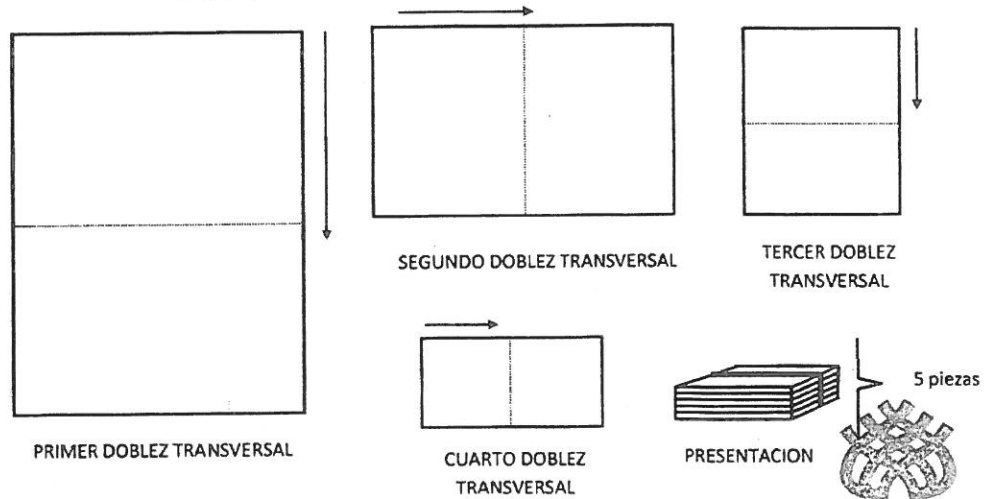 PRIMER DOBLEZ TRANSVERSAL
SEGUNDO DOBLEZ TRANSVERSAL
TERCER DOBLEZ
TRANSVERSAL
CUARTO DOBLEZ
TRANSVERSAL
PRESENTACION
5 piezas